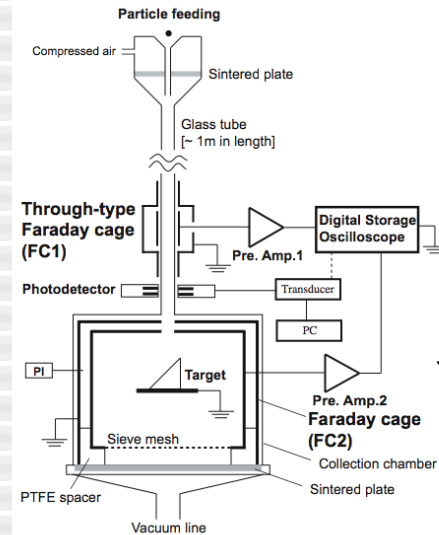 Particle feeding
Compressed air
Sintered plate
Glass tube
[~ 1m in length]
Through-type
Faraday cage
(FC1)
Digital Storage
Oscilloscope
Pre. Amp.1
Photodetector
Transducer
PC
PI
Target
Pre. Amp.2
Faraday cage
(FC2)
Sieve mesh
Collection chamber
Sintered plate
PTFE spacer
Vacuum line